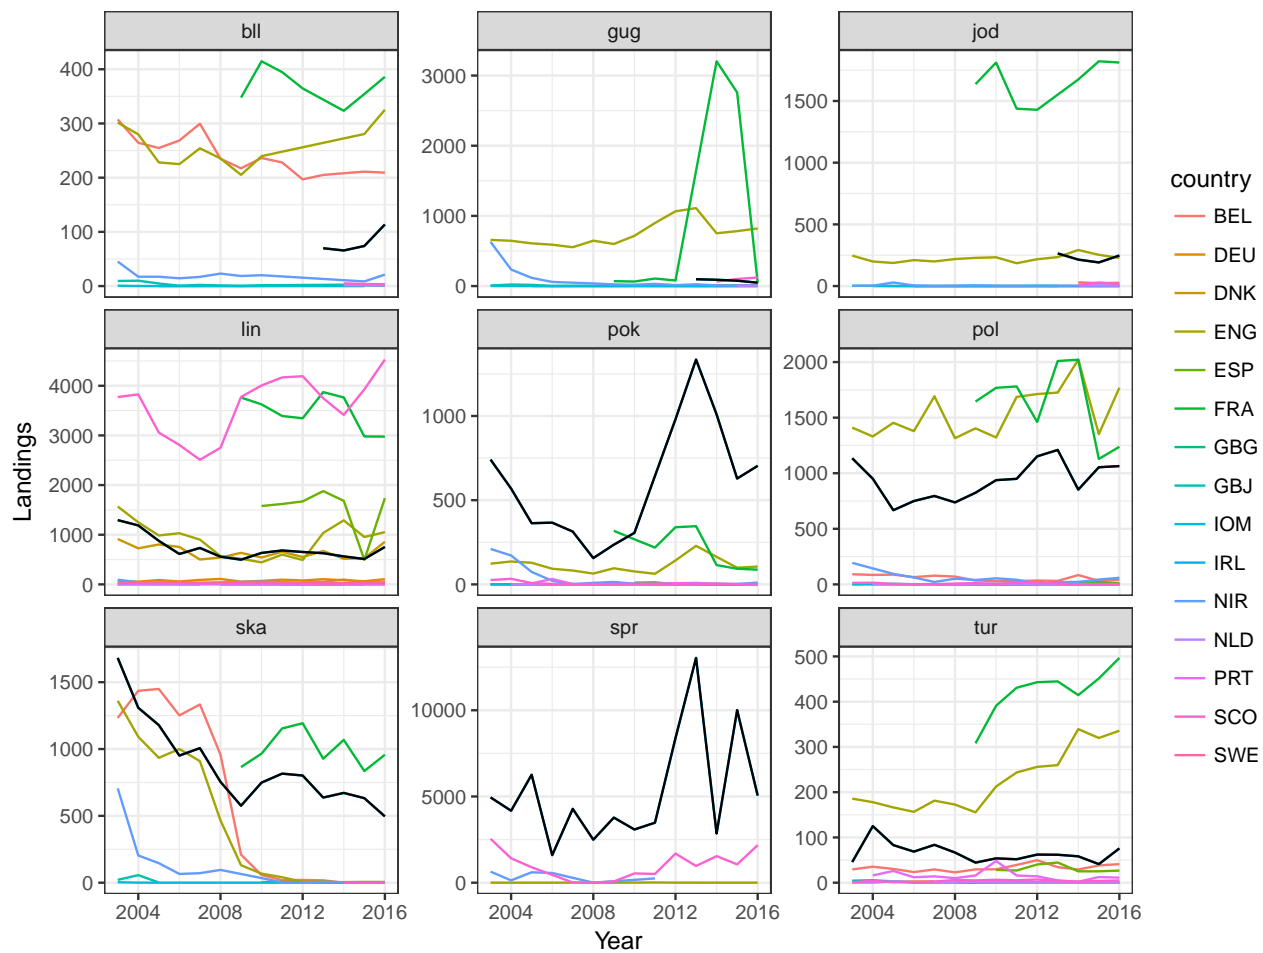 bll
gug
jod
400
300
200
100
0
3000
2000
1000
0
1500
1000
500
0
lin
pok
pol
4000
3000
2000
1000
0
1000
500
0
2000
1500
1000
500
0
ska
spr
tur
1500
1000
500
0
10000
5000
0
500
400
300
200
100
0
2004 2008 2012 2016
2004 2008 2012 2016
2004 2008 2012 2016
Year
Landings
country
BEL
DEU
DNK
ENG
ESP
FRA
GBG
GBJ
IOM
IRL
NIR
NLD
PRT
SCO
SWE